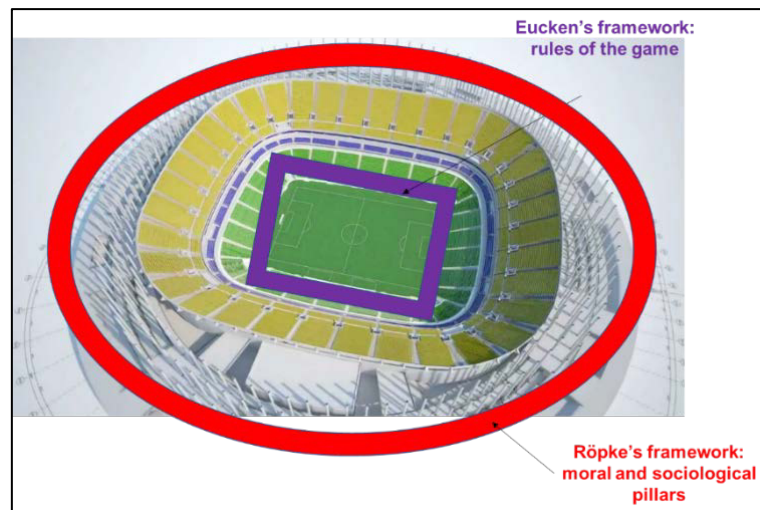 Eucken's framework:
rules of the game
Röpke's framework:
moral and sociological
pillars